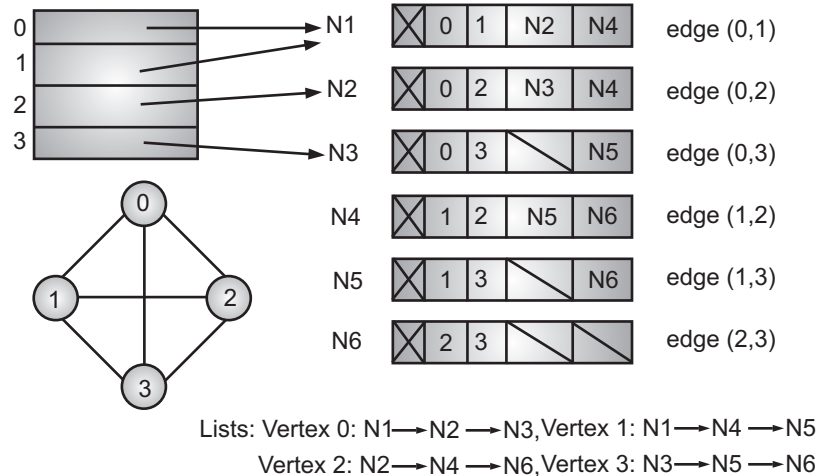 0 N1 0 1 N2 N4 edge (0,1)
1
2 N2 0 2 N3 N4 edge (0,2)
3 N3 0 3 N5 edge (0,3)
N4 1 2 N5 N6 edge (1,2)
N5 1 3 N6 edge (1,3)
N6 2 3 edge (2,3)
0
1 2
3
Lists: Vertex 0: N1→N2→N3,Vertex 1: N1→N4→N5
Vertex 2: N2→N4→N6,Vertex 3: N3→N5→N6